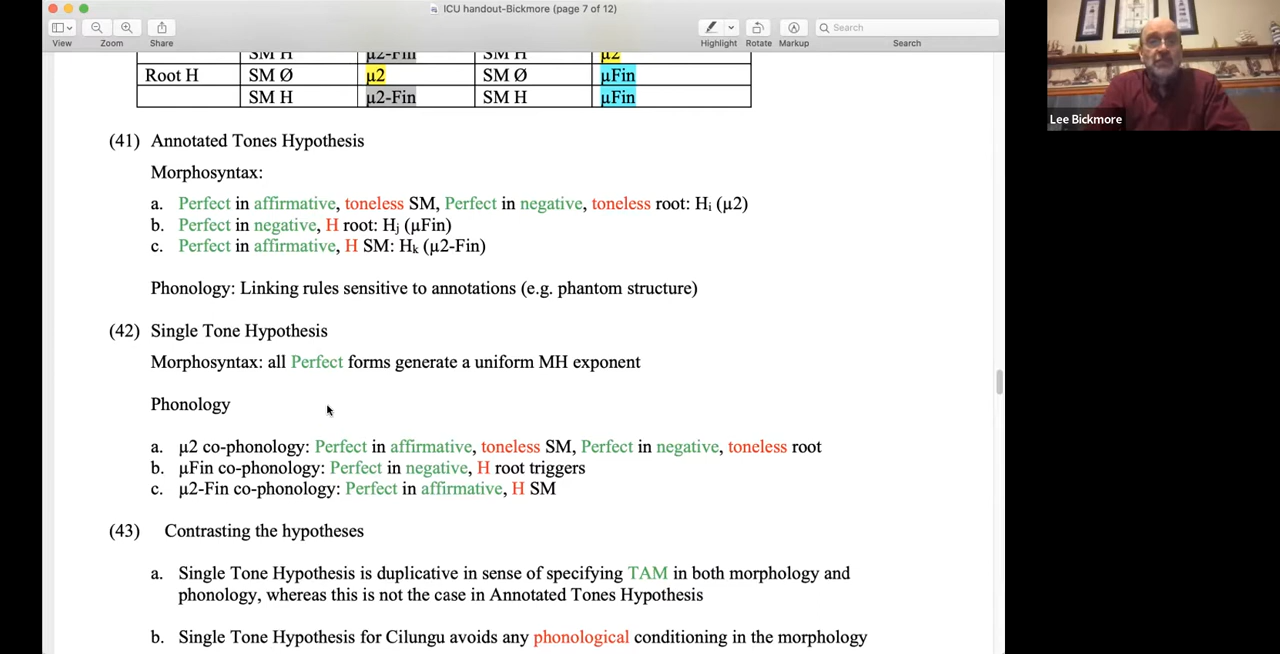 ICU handout-Bickmore (page 7 of 12)
View Zoom Share Search Highlight Rotate Markup Search
SM H μ2-Fin SM H μ2
Root H SM Ø μ2 SM Ø μFin
SM H μ2-Fin SM H μFin
(41) Annotated Tones Hypothesis
Morphosyntax:
a. Perfect in affirmative, toneless SM, Perfect in negative, toneless root: Hᵢ (μ2)
b. Perfect in negative, H root: Hⱼ (μFin)
c. Perfect in affirmative, H SM: Hₖ (μ2-Fin)
Phonology: Linking rules sensitive to annotations (e.g. phantom structure)
(42) Single Tone Hypothesis
Morphosyntax: all Perfect forms generate a uniform MH exponent
Phonology
a. μ2 co-phonology: Perfect in affirmative, toneless SM, Perfect in negative, toneless root
b. μFin co-phonology: Perfect in negative, H root triggers
c. μ2-Fin co-phonology: Perfect in affirmative, H SM
(43) Contrasting the hypotheses
a. Single Tone Hypothesis is duplicative in sense of specifying TAM in both morphology and
phonology, whereas this is not the case in Annotated Tones Hypothesis
b. Single Tone Hypothesis for Cilungu avoids any phonological conditioning in the morphology
Lee Bickmore